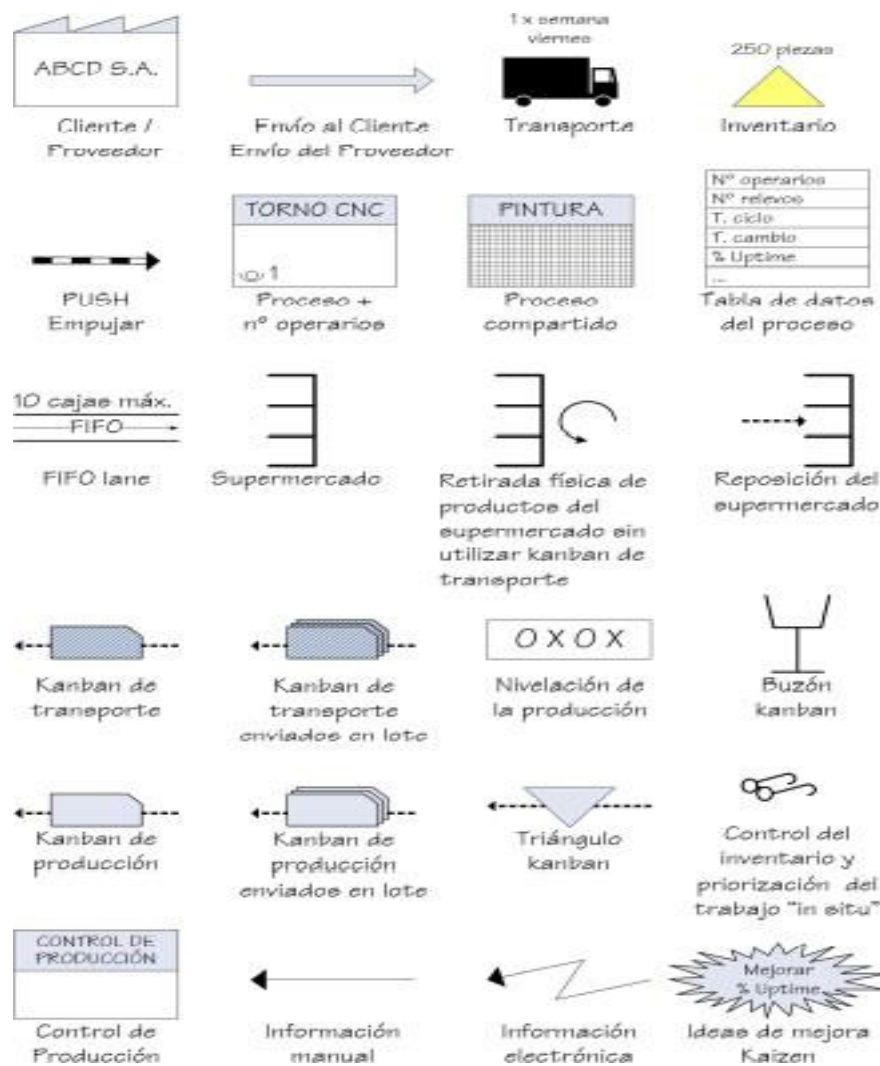 1 x semana
viernes
250 piezas
ABCD S.A.
Cliente /
Proveedor
Envío al Cliente
Envío del Proveedor
Transporte
Inventario
TORNO CNC
1
PINTURA
Nº operarios
Nº relevos
T. ciclo
T. cambio
% Uptime
...
PUSH
Empujar
Proceso +
nº operarios
Proceso
compartido
Tabla de datos
del proceso
10 cajas máx.
FIFO
FIFO lane
Supermercado
Retirada física de
productos del
supermercado sin
utilizar kanban de
transporte
Reposición del
supermercado
OXOX
Kanban de
transporte
Kanban de
transporte
enviados en lote
Nivelación de
la producción
Buzón
kanban
Kanban de
producción
Kanban de
producción
enviados en lote
Triángulo
kanban
Control del
inventario y
priorización del
trabajo "in situ"
CONTROL DE
PRODUCCIÓN
Mejorar
% Uptime
Control de
Producción
Información
manual
Información
electrónica
Ideas de mejora
Kaizen